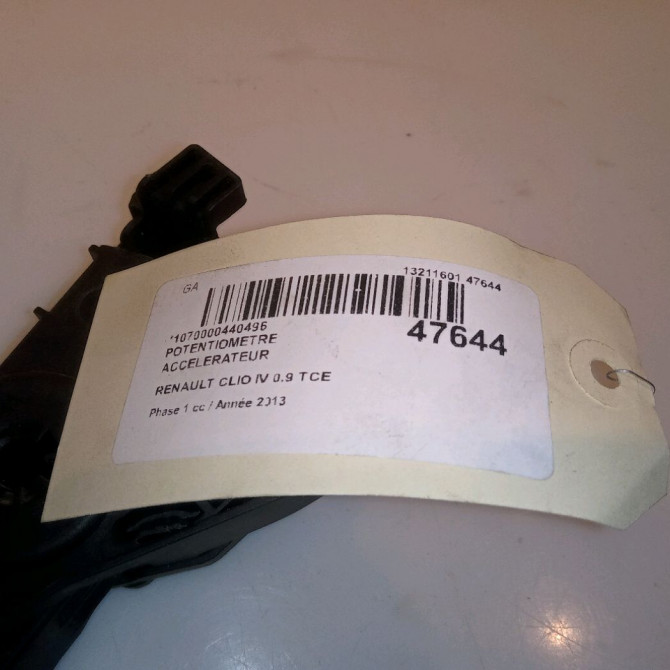 GA
13211601 47644
*1070000440496
47644
POTENTIOMETRE
ACCELERATEUR
RENAULT CLIO IV 0.9 TCE
Phase 1 cc / Année 2013